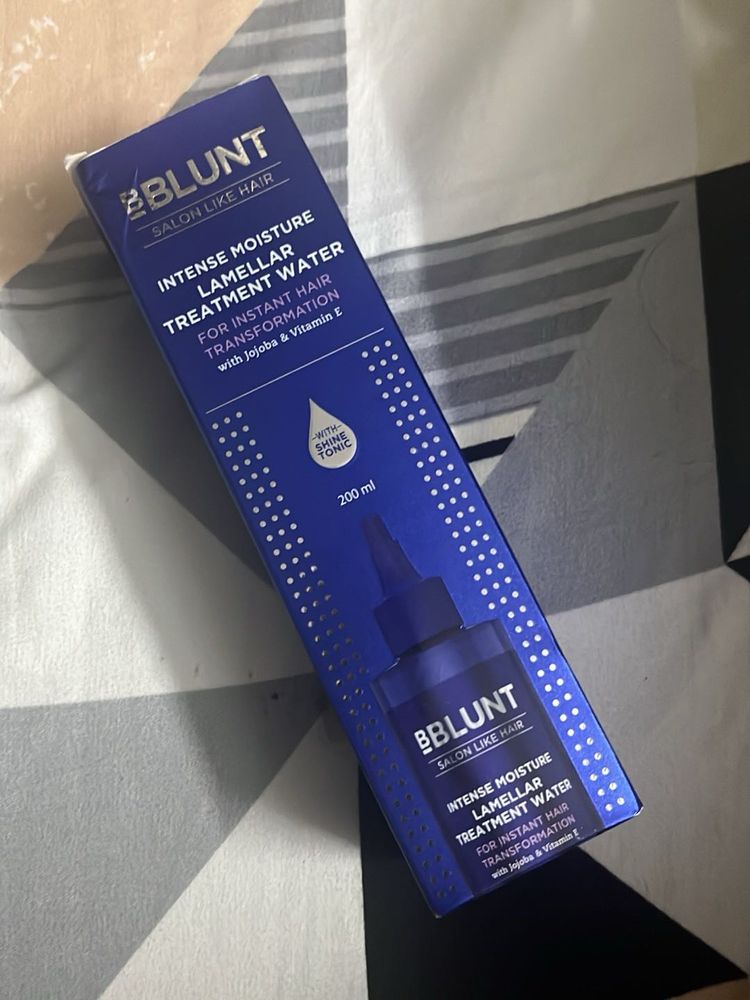 BBLUNT
SALON LIKE HAIR
INTENSE MOISTURE
LAMELLAR
TREATMENT WATER
FOR INSTANT HAIR
TRANSFORMATION
with Jojoba & Vitamin E
-WITH-
SHINE
TONIC
200 ml
BBLUNT
SALON LIKE HAIR
INTENSE MOISTURE
LAMELLAR
TREATMENT WATER
FOR INSTANT HAIR
TRANSFORMATION
with Jojoba & Vitamin E